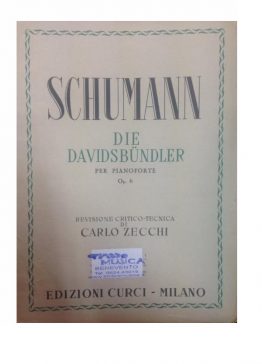 SCHUMANN
DIE
DAVIDSBÜNDLER
PER PIANOFORTE
Op. 6
REVISIONE CRITICO-TECNICA
DI
CARLO ZECCHI
MUSICA
BENEVENTO
EDIZIONI CURCI - MILANO